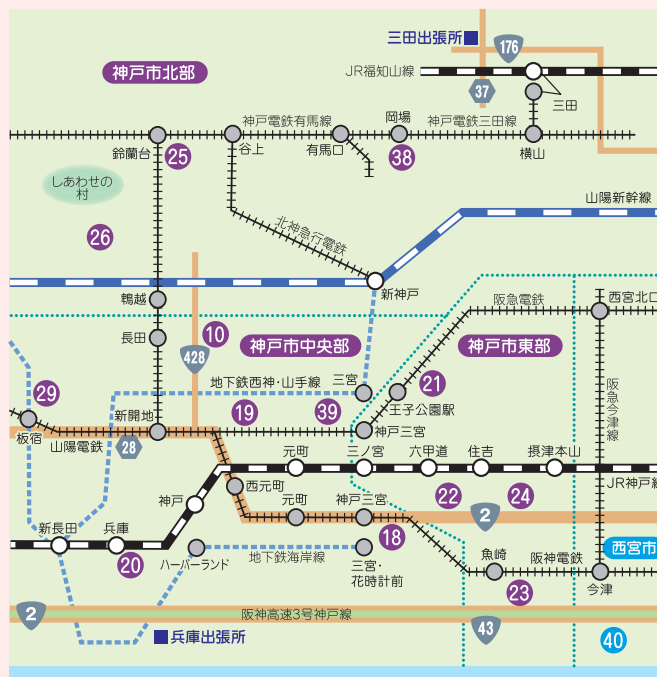 三田出張所
176
神戸市北部
JR福知山線
37
三田
岡場
神戸電鉄有馬線
神戸電鉄三田線
鈴蘭台
25
谷上
有馬口
38
横山
しあわせの
村
山陽新幹線
26
北神急行電鉄
新神戸
鵯越
阪急電鉄
西宮北口
長田
10
神戸市中央部
神戸市東部
428
29
地下鉄西神・山手線
三宮
21
王子公園駅
阪急今津線
新開地
19
39
神戸三宮
板宿
山陽電鉄
28
元町
三ノ宮
六甲道
住吉
摂津本山
JR神戸線
西元町
神戸
元町
神戸三宮
22
24
2
新長田
兵庫
18
西宮市
20
ハーバーランド
地下鉄海岸線
三宮・
花時計前
魚崎
阪神電鉄
23
今津
2
阪神高速3号神戸線
43
兵庫出張所
40